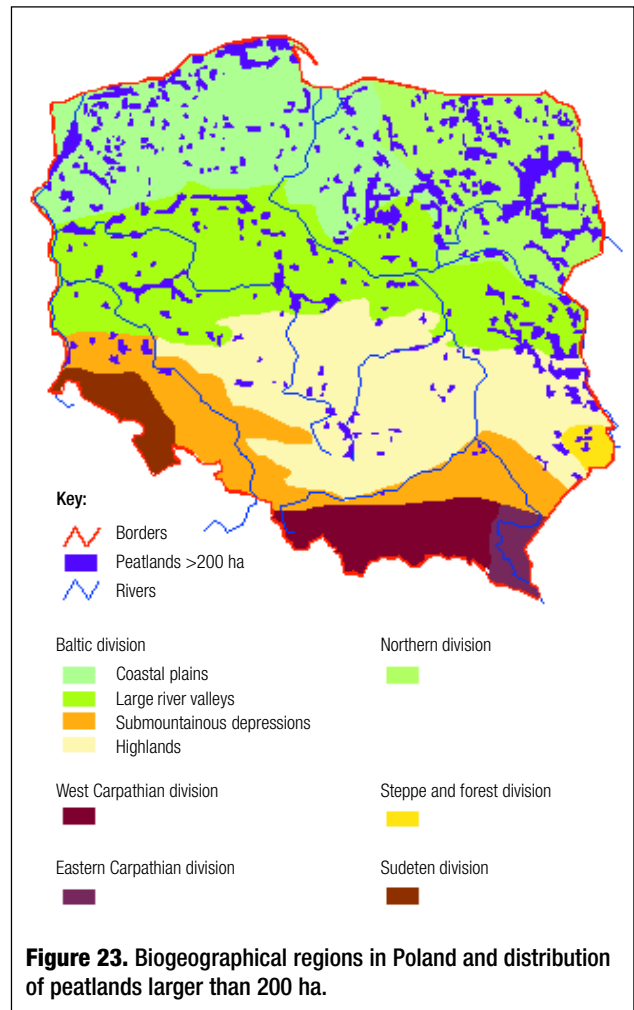 Key:
Borders
Peatlands >200 ha
Rivers
Baltic division
Coastal plains
Large river valleys
Submountainous depressions
Highlands
Northern division
West Carpathian division
Steppe and forest division
Eastern Carpathian division
Sudeten division
Figure 23. Biogeographical regions in Poland and distribution
of peatlands larger than 200 ha.